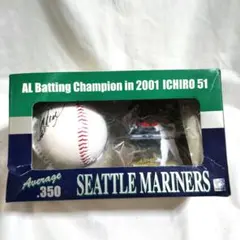 AL Batting Champion in 2001 ICHIRO 51
Average
.350
SEATTLE MARINERS